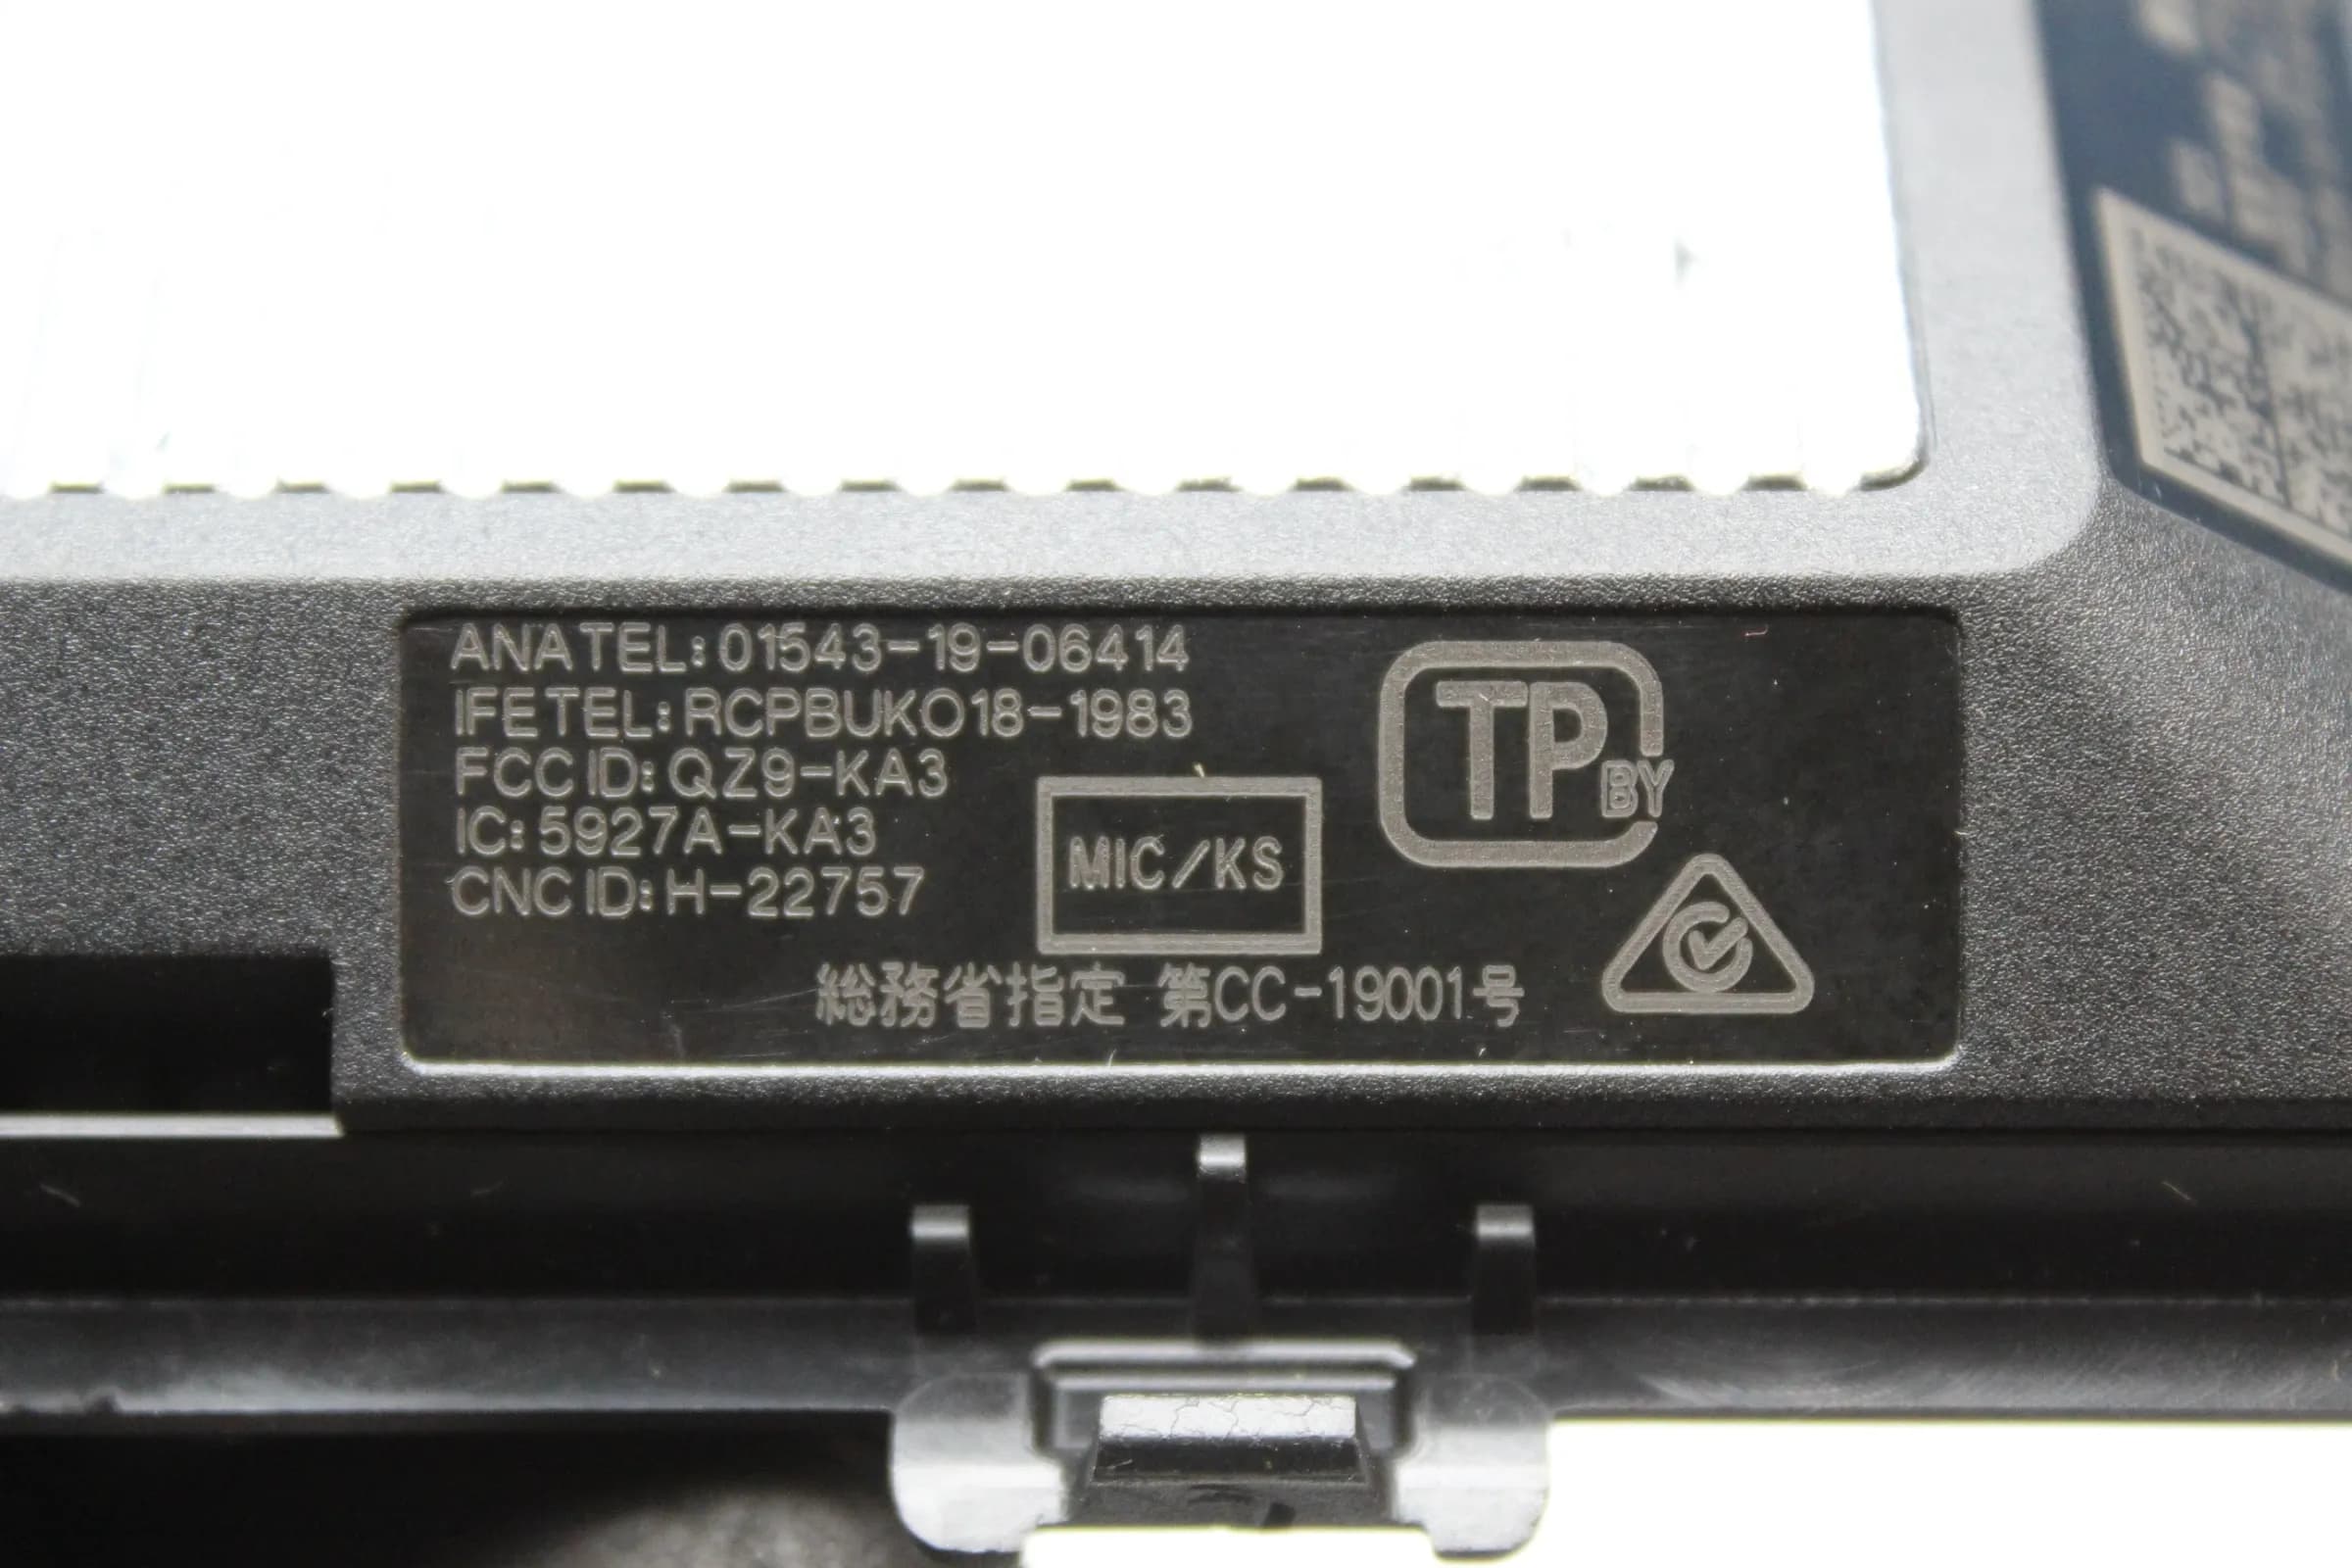 ANATEL: 01543-19-06414
IFETEL: RCPBUKO18-1983
FCC ID: QZ9-KA3
IC: 5927A-KA3
CNC ID: H-22757
MIC/KS
TP BY
総務省指定 第CC-19001号